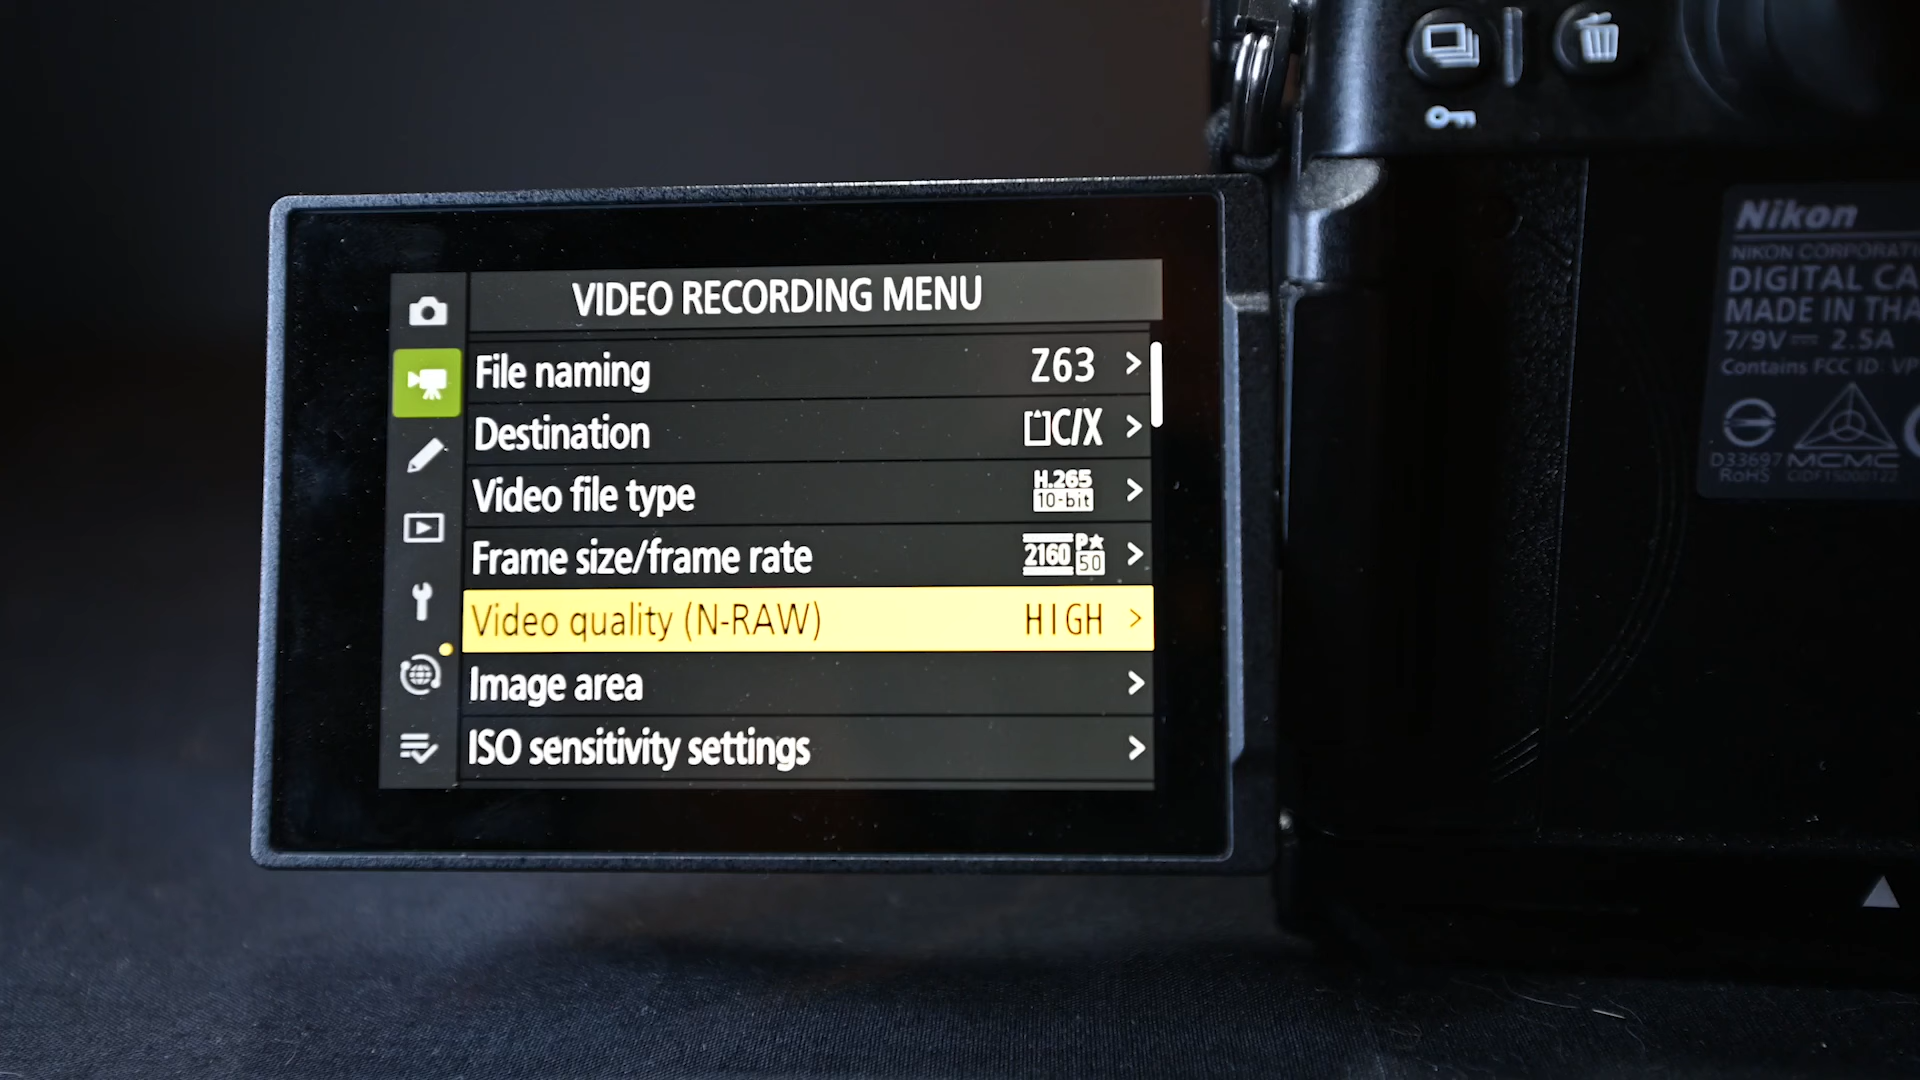 VIDEO RECORDING MENU
File naming Z63
Destination C/X
Video file type H.265 10-bit
Frame size/frame rate 2160 P 50
Video quality (N-RAW) HIGH
Image area
ISO sensitivity settings
Nikon
NIKON CORPORATI
DIGITAL CA
MADE IN THA
7/9V 2.5A
Contains FCC ID: VP
D33697 MCMC
RoHS